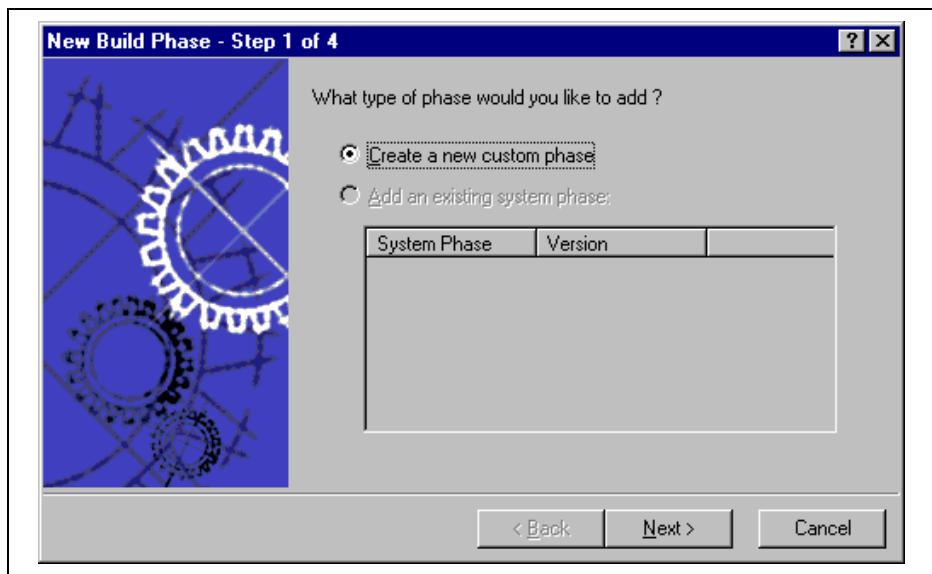 New Build Phase - Step 1 of 4
What type of phase would you like to add ?
Create a new custom phase
Add an existing system phase:
System Phase Version
< Back Next > Cancel